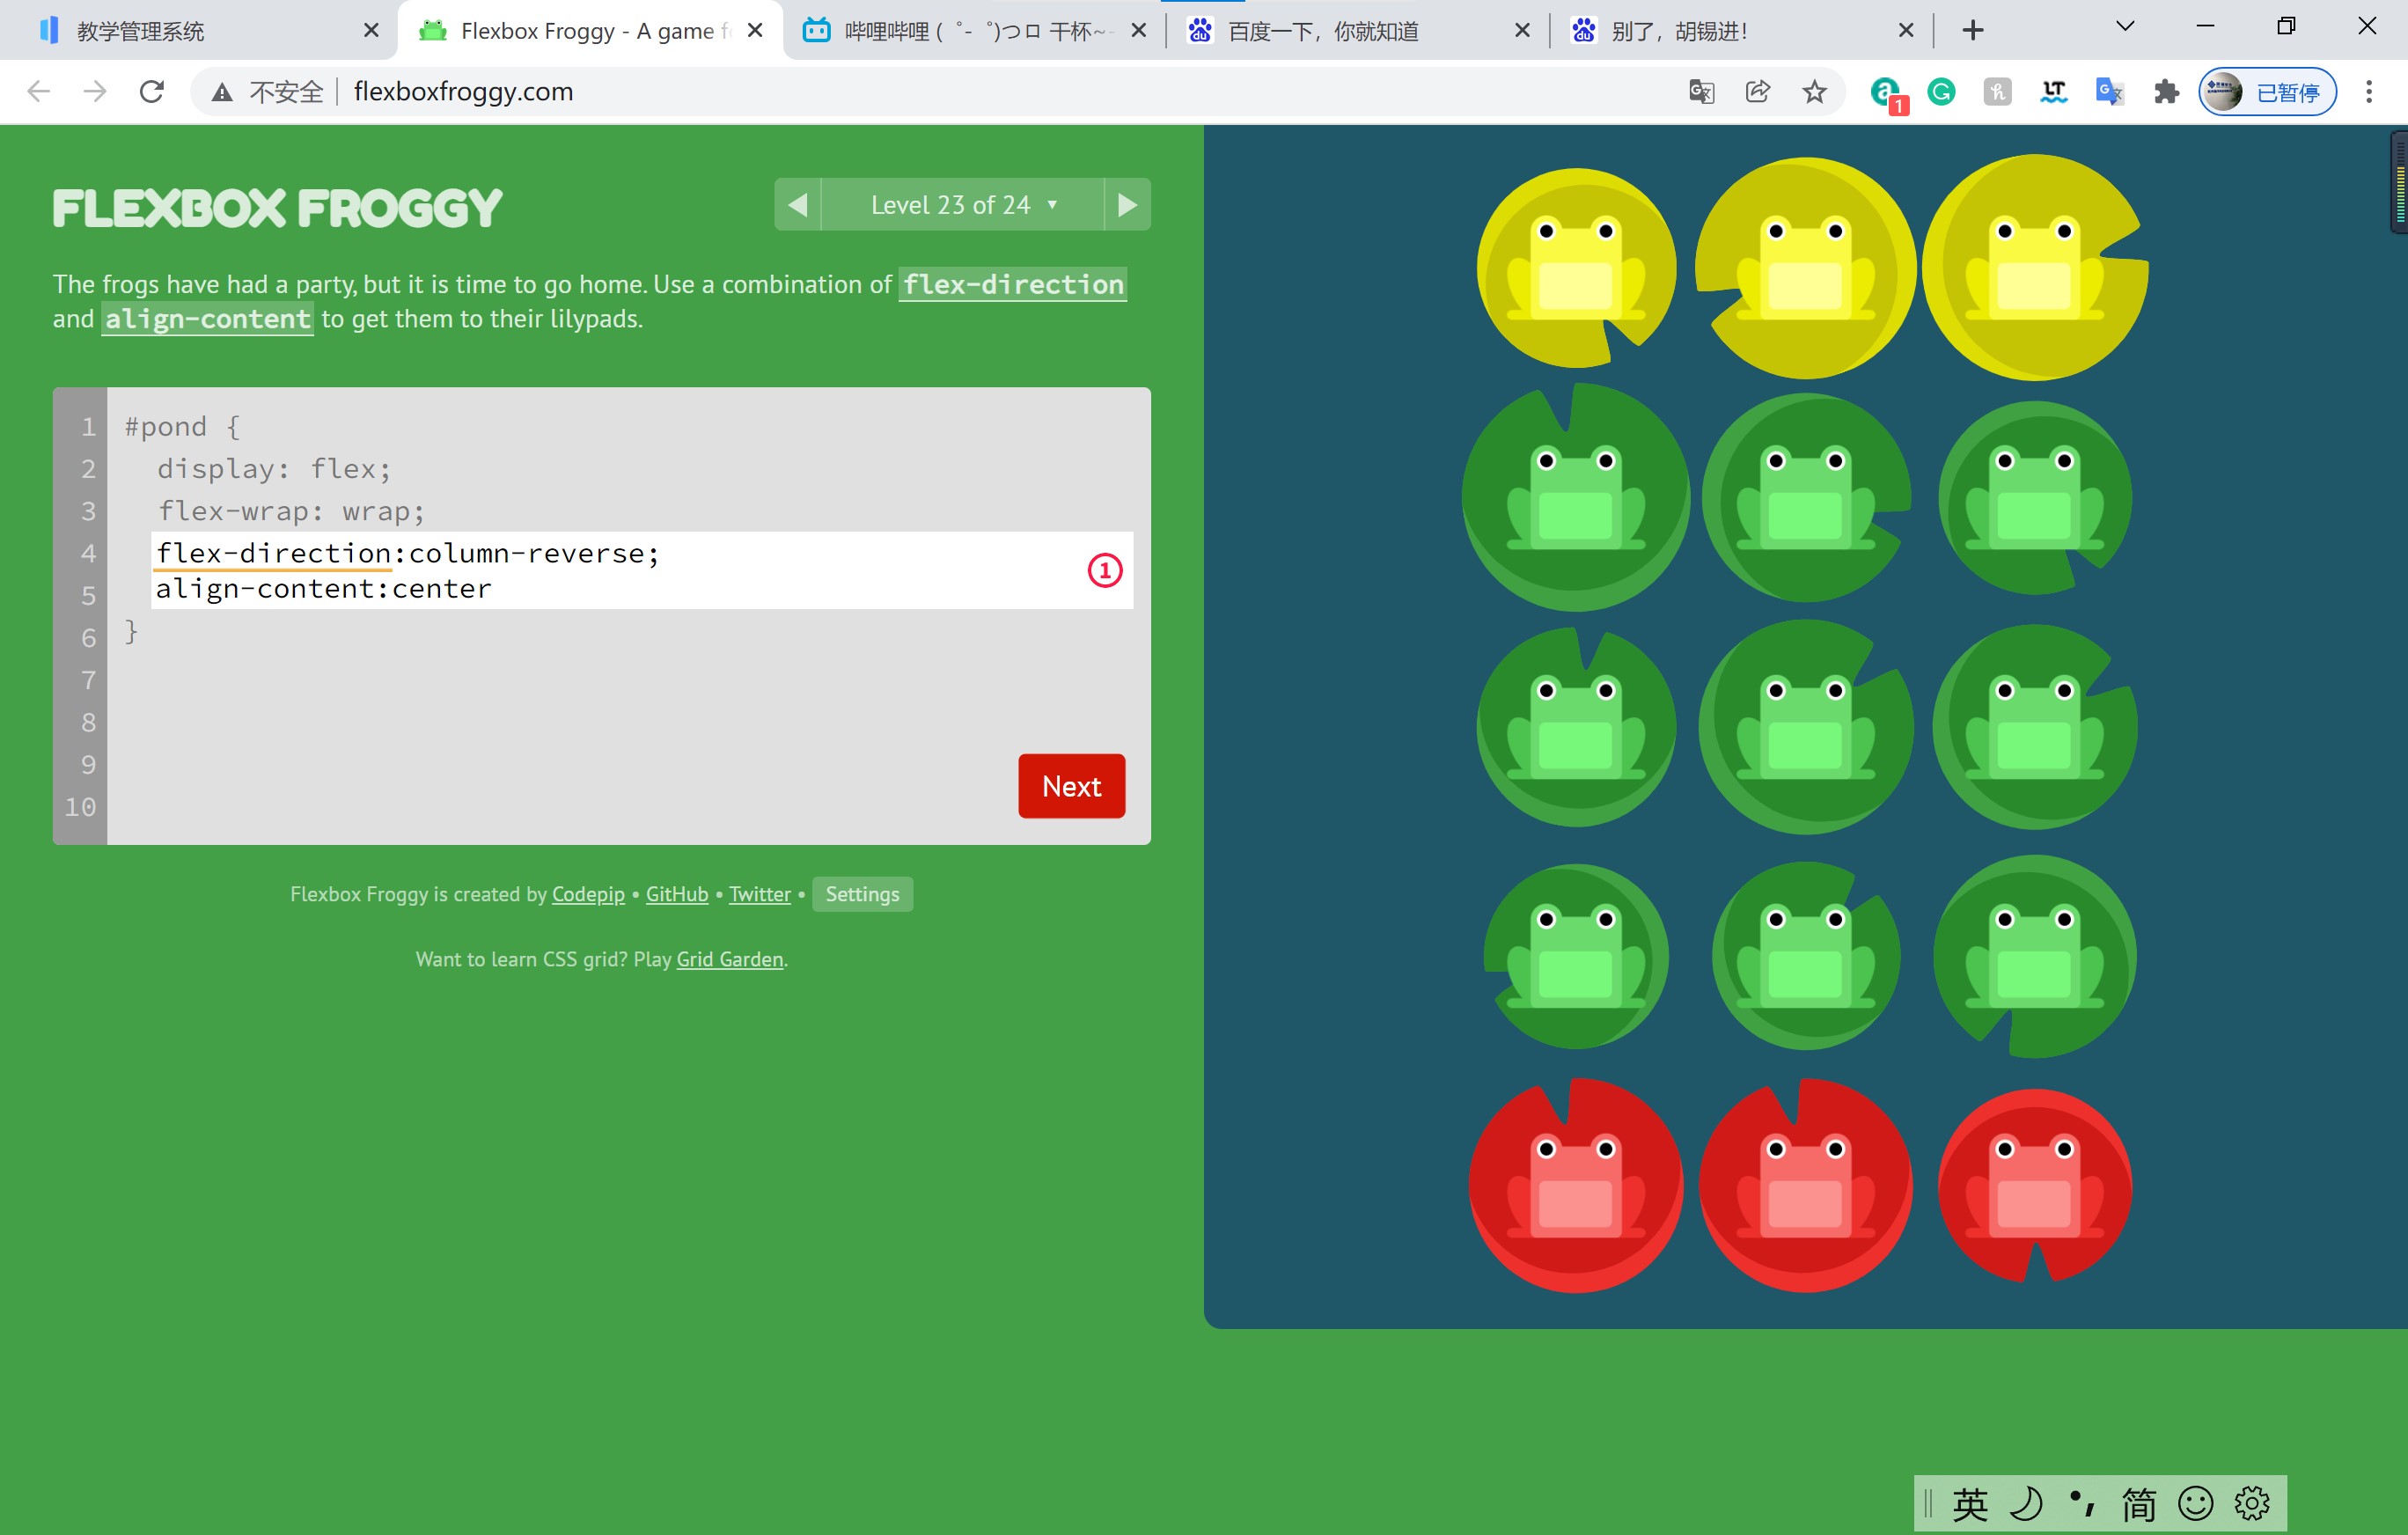 教学管理系统
Flexbox Froggy - A game f
哔哩哔哩 (゜-゜)つロ 干杯~-
百度一下，你就知道
别了，胡锡进！
不安全 flexboxfroggy.com
1
已暂停
FLEXBOX FROGGY
Level 23 of 24
The frogs have had a party, but it is time to go home. Use a combination of flex-direction
and align-content to get them to their lilypads.
1 #pond {
2 display: flex;
3 flex-wrap: wrap;
4 flex-direction:column-reverse;
1
5 align-content:center
6 }
7
8
9
10
Next
Flexbox Froggy is created by Codepip • GitHub • Twitter • Settings
Want to learn CSS grid? Play Grid Garden.
英 简